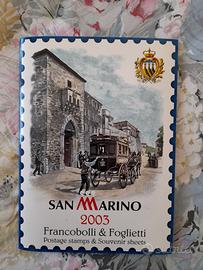 SAN MARINO
2003
Francobolli & Foglietti
Postage stamps & Souvenir sheets